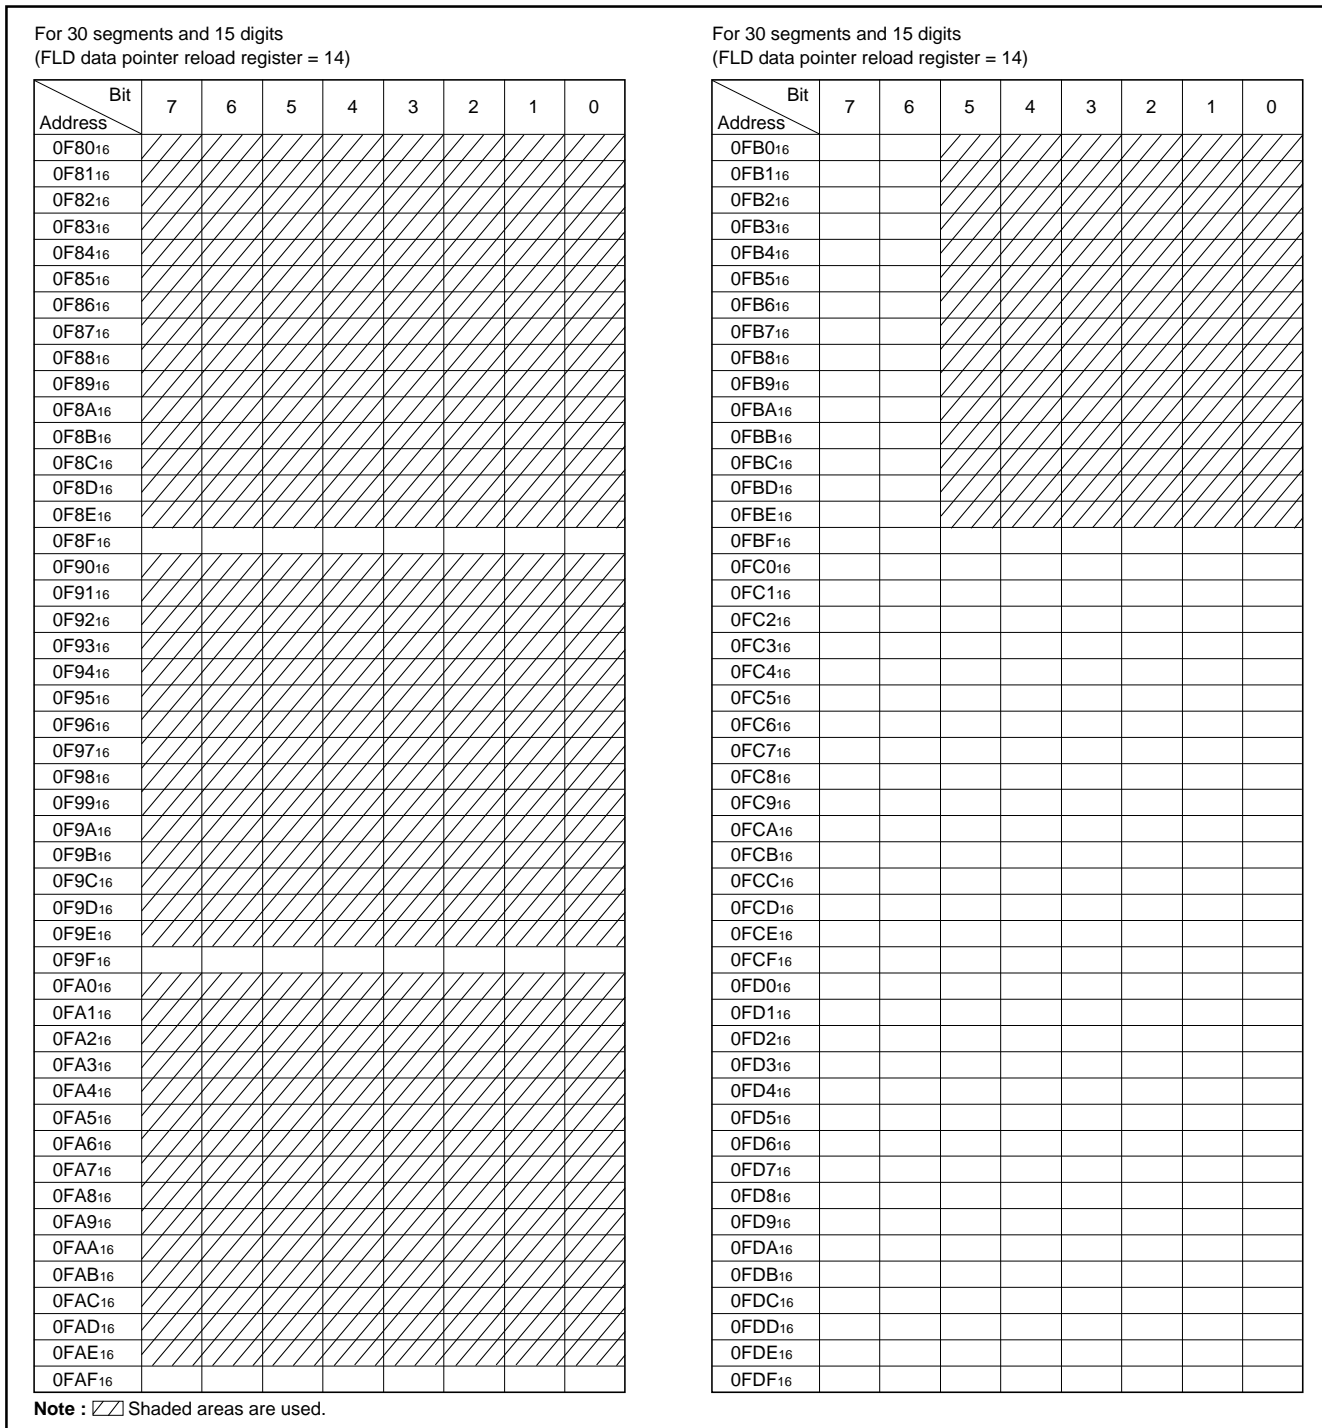 For 30 segments and 15 digits
(FLD data pointer reload register = 14)
Bit
Address 7 6 5 4 3 2 1 0
0F8016
0F8116
0F8216
0F8316
0F8416
0F8516
0F8616
0F8716
0F8816
0F8916
0F8A16
0F8B16
0F8C16
0F8D16
0F8E16
0F8F16
0F9016
0F9116
0F9216
0F9316
0F9416
0F9516
0F9616
0F9716
0F9816
0F9916
0F9A16
0F9B16
0F9C16
0F9D16
0F9E16
0F9F16
0FA016
0FA116
0FA216
0FA316
0FA416
0FA516
0FA616
0FA716
0FA816
0FA916
0FAA16
0FAB16
0FAC16
0FAD16
0FAE16
0FAF16
Note : Shaded areas are used.
For 30 segments and 15 digits
(FLD data pointer reload register = 14)
Bit
Address 7 6 5 4 3 2 1 0
0FB016
0FB116
0FB216
0FB316
0FB416
0FB516
0FB616
0FB716
0FB816
0FB916
0FBA16
0FBB16
0FBC16
0FBD16
0FBE16
0FBF16
0FC016
0FC116
0FC216
0FC316
0FC416
0FC516
0FC616
0FC716
0FC816
0FC916
0FCA16
0FCB16
0FCC16
0FCD16
0FCE16
0FCF16
0FD016
0FD116
0FD216
0FD316
0FD416
0FD516
0FD616
0FD716
0FD816
0FD916
0FDA16
0FDB16
0FDC16
0FDD16
0FDE16
0FDF16